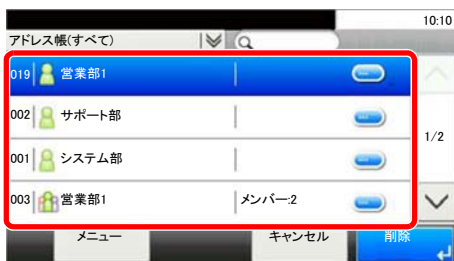 10:10
アドレス帳(すべて)
019 営業部1
002 サポート部
1/2
001 システム部
003 営業部1 メンバー:2
メニュー キャンセル 削除